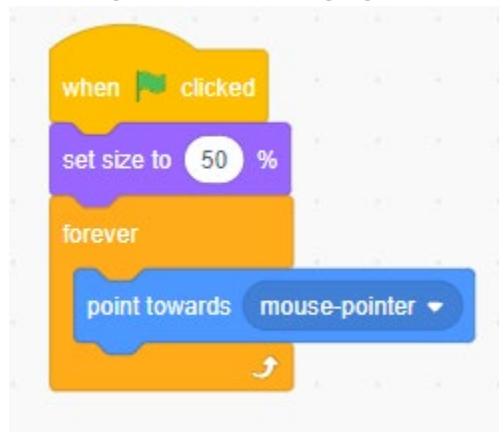 when clicked
set size to 50 %
forever
point towards mouse-pointer